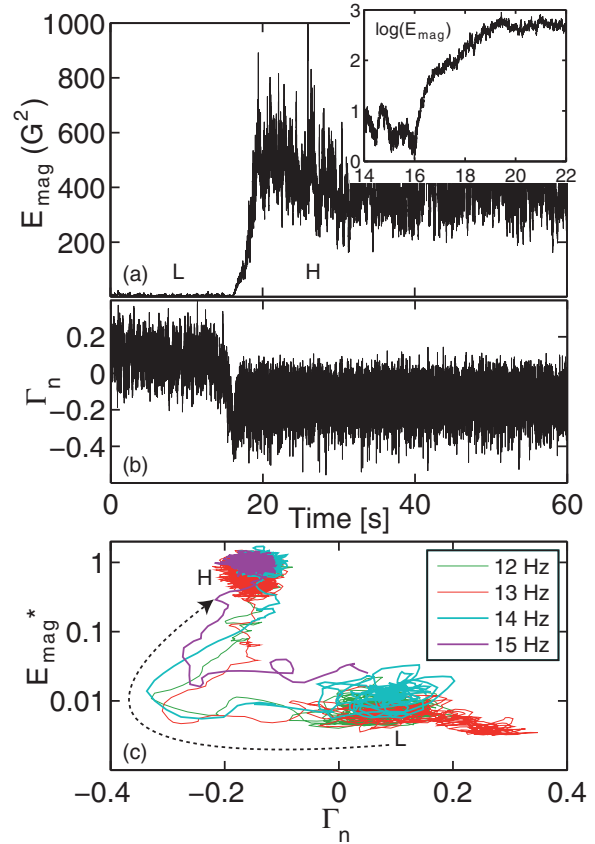 1000
800
600
400
200
E_mag (G^2)
(a)
L
H
3
2
1
0
log(E_mag)
14 16 18 20 22
0.2
0
−0.2
−0.4
Γ_n
(b)
0 20 40 60
Time [s]
1
0.1
0.01
E_mag*
H
L
12 Hz
13 Hz
14 Hz
15 Hz
(c)
−0.4 −0.2 0 0.2 0.4
Γ_n